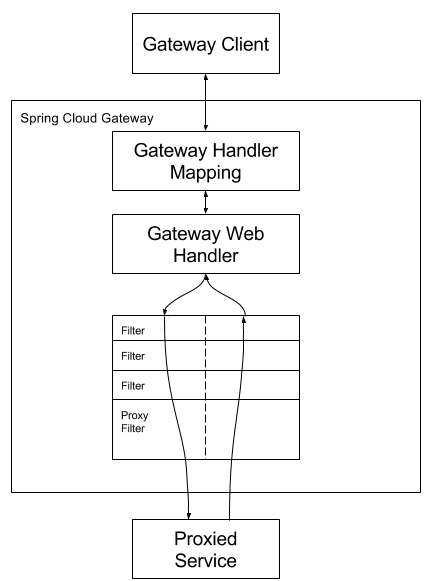 Gateway Client
Spring Cloud Gateway
Gateway Handler
Mapping
Gateway Web
Handler
Filter
Filter
Filter
Proxy
Filter
Proxied
Service